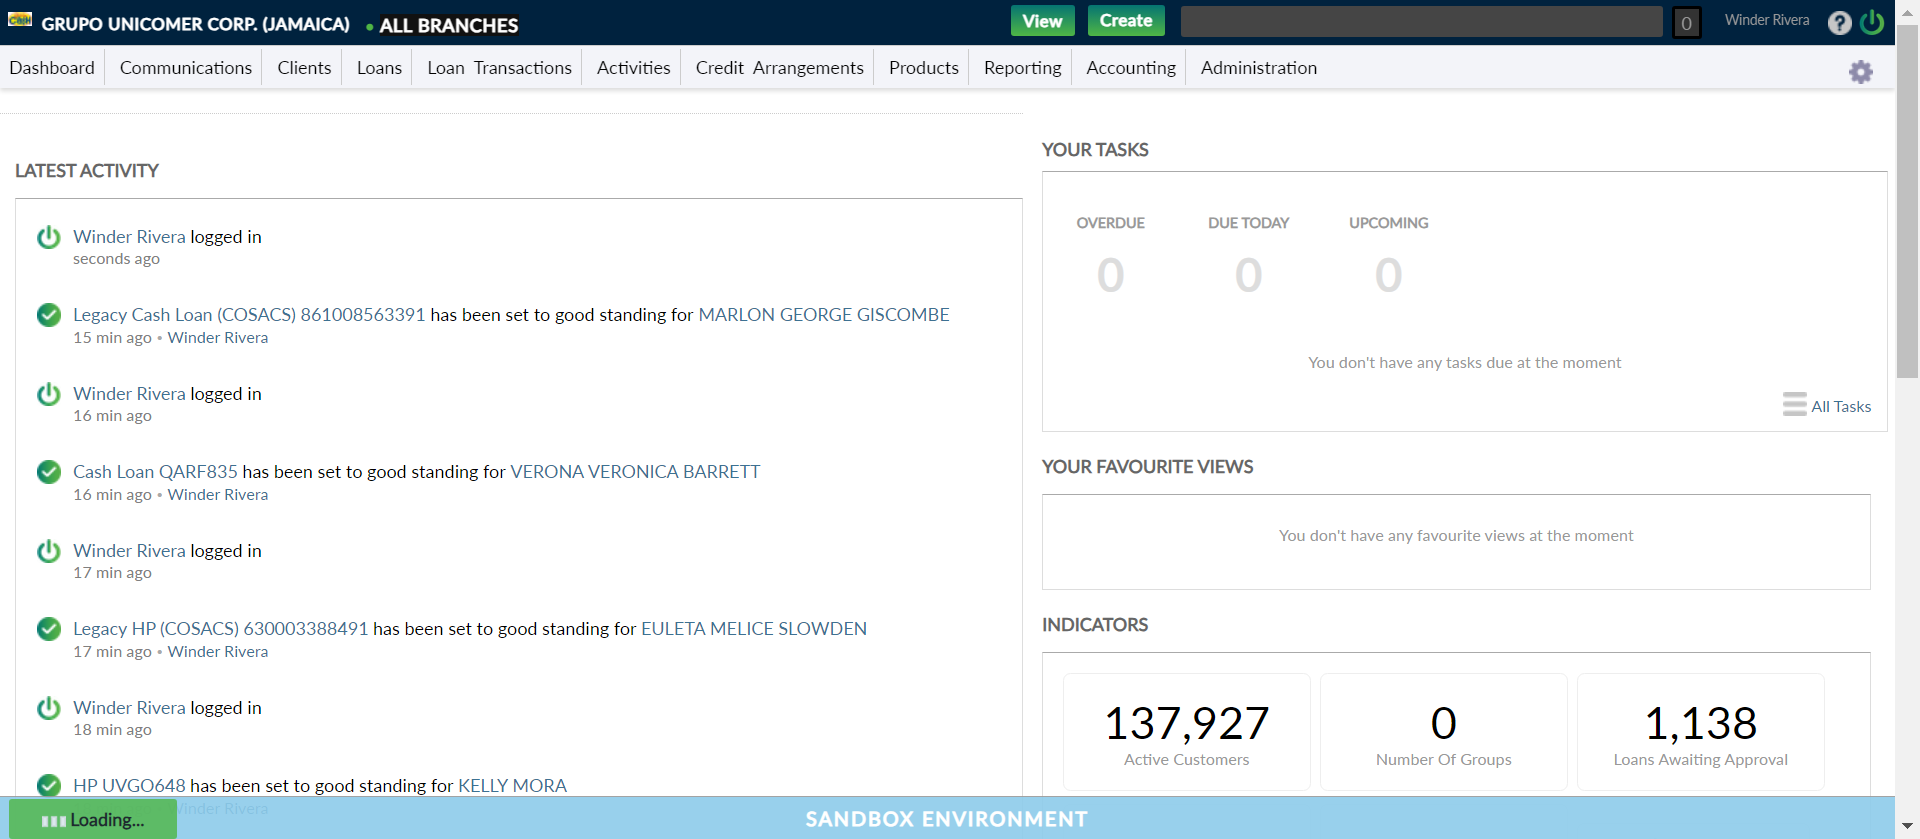 CaSH GRUPO UNICOMER CORP. (JAMAICA) • ALL BRANCHES View Create 0 Winder Rivera ?
Dashboard Communications Clients Loans Loan Transactions Activities Credit Arrangements Products Reporting Accounting Administration
LATEST ACTIVITY
Winder Rivera logged in
seconds ago
Legacy Cash Loan (COSACS) 861008563391 has been set to good standing for MARLON GEORGE GISCOMBE
15 min ago • Winder Rivera
Winder Rivera logged in
16 min ago
Cash Loan QARF835 has been set to good standing for VERONA VERONICA BARRETT
16 min ago • Winder Rivera
Winder Rivera logged in
17 min ago
Legacy HP (COSACS) 630003388491 has been set to good standing for EULETA MELICE SLOWDEN
17 min ago • Winder Rivera
Winder Rivera logged in
18 min ago
HP UVGO648 has been set to good standing for KELLY MORA
Winder Rivera
YOUR TASKS
OVERDUE DUE TODAY UPCOMING
0 0 0
You don't have any tasks due at the moment
All Tasks
YOUR FAVOURITE VIEWS
You don't have any favourite views at the moment
INDICATORS
137,927 0 1,138
Active Customers Number Of Groups Loans Awaiting Approval
Loading... SANDBOX ENVIRONMENT